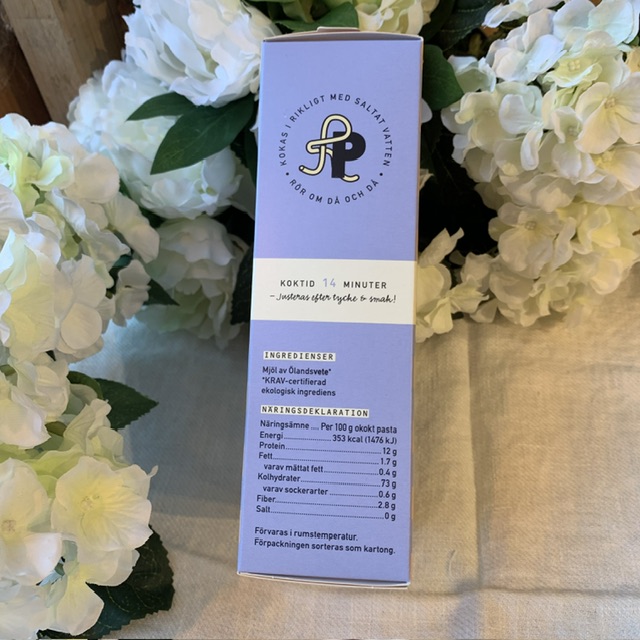 KOKAS I RIKLIGT MED SALTAT VATTEN
• RÖR OM DÅ OCH DÅ •
P
KOKTID 14 MINUTER
– Justeras efter tycke & smak!
INGREDIENSER
Mjöl av Ölandsvete*
*KRAV-certifierad
ekologisk ingrediens
NÄRINGSDEKLARATION
Näringsämne .... Per 100 g okokt pasta
Energi .......... 353 kcal (1476 kJ)
Protein .......... 12 g
Fett .......... 1.7 g
varav mättat fett .......... 0.4 g
Kolhydrater .......... 73 g
varav sockerarter .......... 0.6 g
Fiber .......... 2.8 g
Salt .......... 0 g
Förvaras i rumstemperatur.
Förpackningen sorteras som kartong.